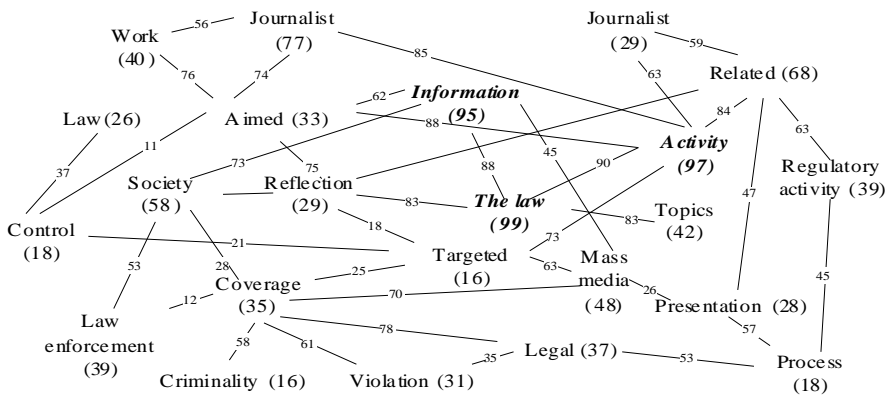 Journalist
(77)
Journalist
(29)
56
Work
(40)
59
85
Related (68)
76
74
63
62
Information
(95)
84
Law (26)
Aimed (33)
88
Activity
(97)
63
11
37
73
75
88
45
90
Regulatory
activity (39)
Society
(58)
Reflection
(29)
83
The law
(99)
83
Topics
(42)
47
Control
(18)
18
21
73
Targeted
(16)
Mass
media
(48)
53
28
25
63
45
Coverage
(35)
12
70
26
Presentation (28)
Law
enforcement
(39)
78
57
58
61
35
Legal (37)
53
Process
(18)
Criminality (16)
Violation (31)